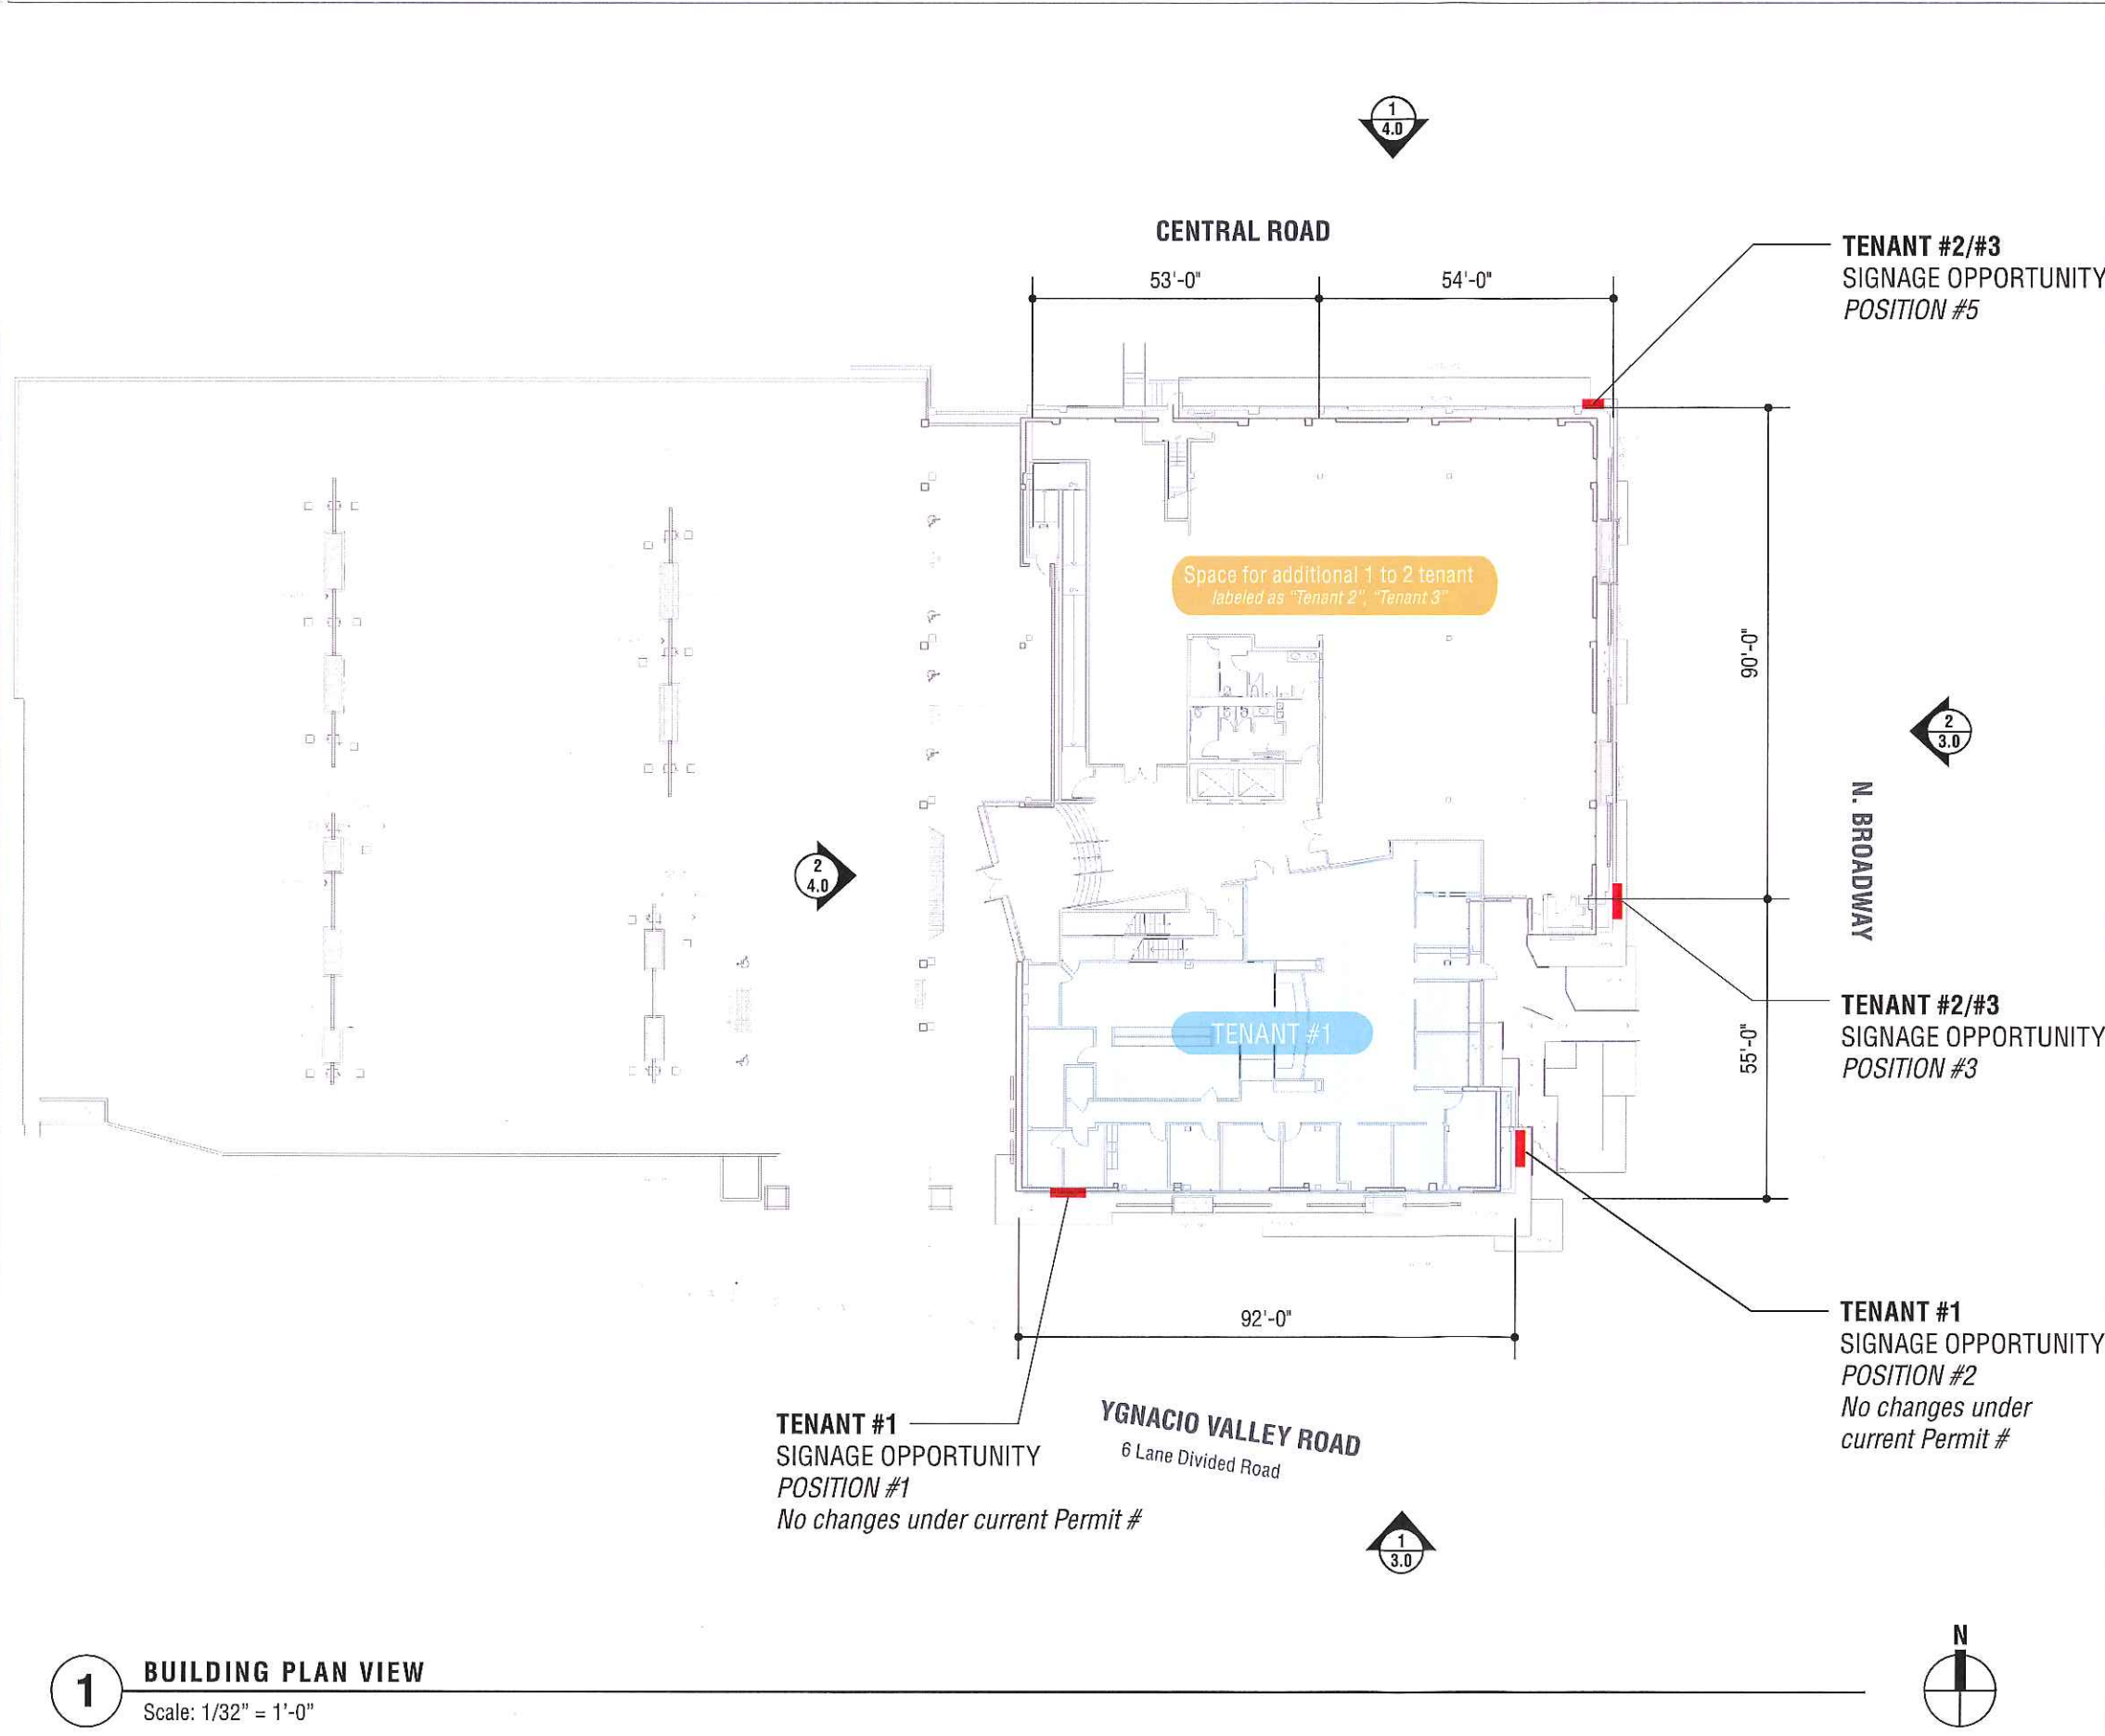 1
4.0
CENTRAL ROAD
53'-0"
54'-0"
TENANT #2/#3
SIGNAGE OPPORTUNITY
POSITION #5
Space for additional 1 to 2 tenant
labeled as "Tenant 2", "Tenant 3"
90'-0"
2
3.0
N. BROADWAY
2
4.0
TENANT #2/#3
SIGNAGE OPPORTUNITY
POSITION #3
TENANT #1
55'-0"
92'-0"
TENANT #1
SIGNAGE OPPORTUNITY
POSITION #2
No changes under
current Permit #
TENANT #1
SIGNAGE OPPORTUNITY
POSITION #1
No changes under current Permit #
YGNACIO VALLEY ROAD
6 Lane Divided Road
1
3.0
N
1
BUILDING PLAN VIEW
Scale: 1/32" = 1'-0"